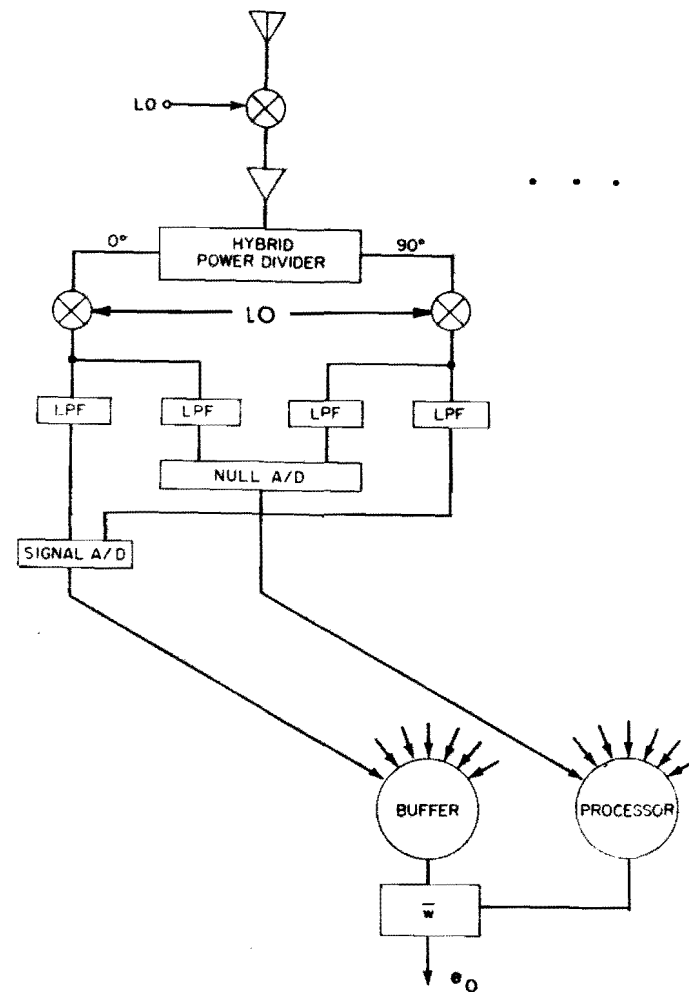 LO
0°
HYBRID
POWER DIVIDER
90°
LO
LPF
LPF
LPF
LPF
NULL A/D
SIGNAL A/D
BUFFER
PROCESSOR
w̅
e₀